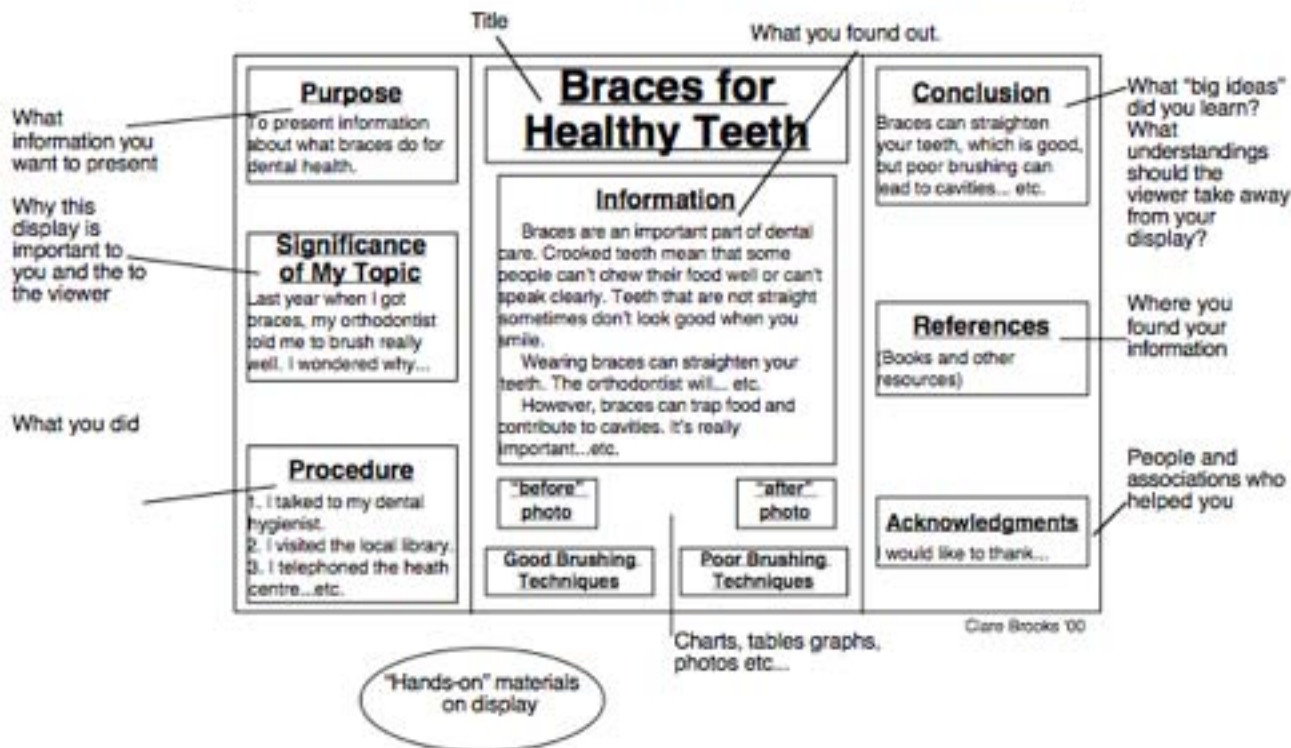 Title
What you found out.
What
information you
want to present
Why this
display is
important to
you and the to
the viewer
What you did
Purpose
To present information
about what braces do for
dental health.
Significance
of My Topic
Last year when I got
braces, my orthodontist
told me to brush really
well. I wondered why...
Procedure
1. I talked to my dental
hygienist.
2. I visited the local library.
3. I telephoned the heath
centre...etc.
Braces for
Healthy Teeth
Information
Braces are an important part of dental
care. Crooked teeth mean that some
people can't chew their food well or can't
speak clearly. Teeth that are not straight
sometimes don't look good when you
smile.
Wearing braces can straighten your
teeth. The orthodontist will... etc.
However, braces can trap food and
contribute to cavities. It's really
important...etc.
"before"
photo
"after"
photo
Good Brushing
Techniques
Poor Brushing
Techniques
Conclusion
Braces can straighten
your teeth, which is good,
but poor brushing can
lead to cavities... etc.
References
(Books and other
resources)
Acknowledgments
I would like to thank...
What "big ideas"
did you learn?
What
understandings
should the
viewer take away
from your
display?
Where you
found your
information
People and
associations who
helped you
Clare Brooks '00
Charts, tables graphs,
photos etc...
"Hands-on" materials
on display